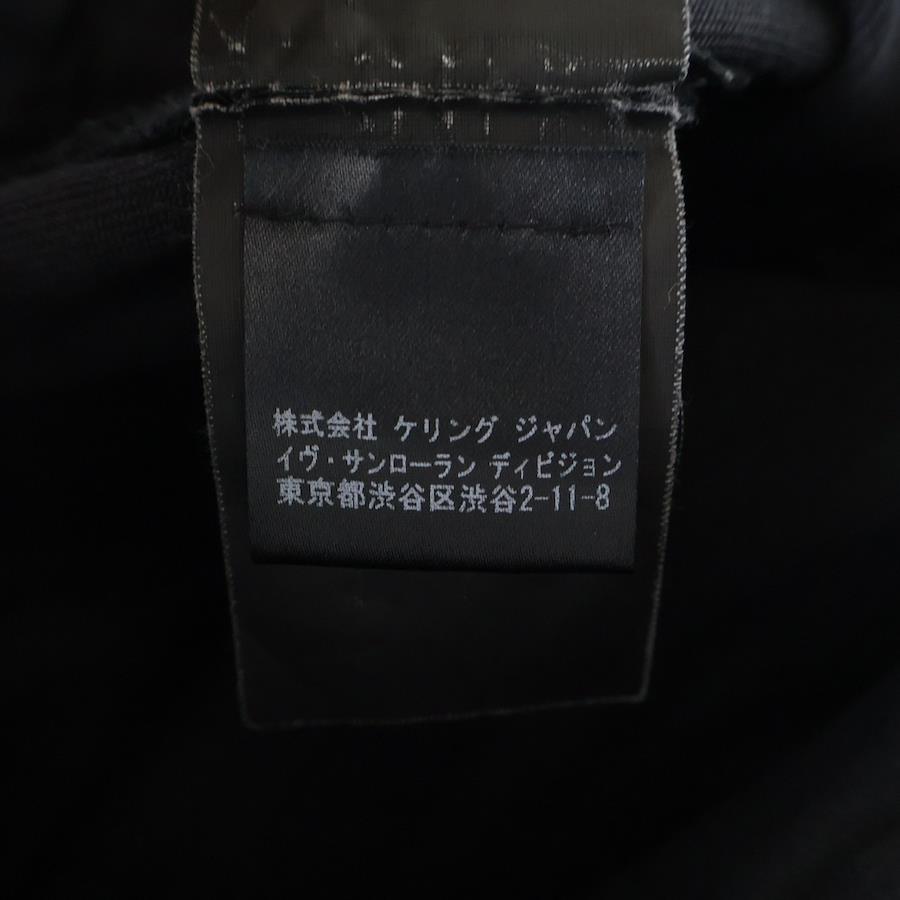 株式会社 ケリング ジャパン
イヴ・サンローラン ディビジョン
東京都渋谷区渋谷2-11-8